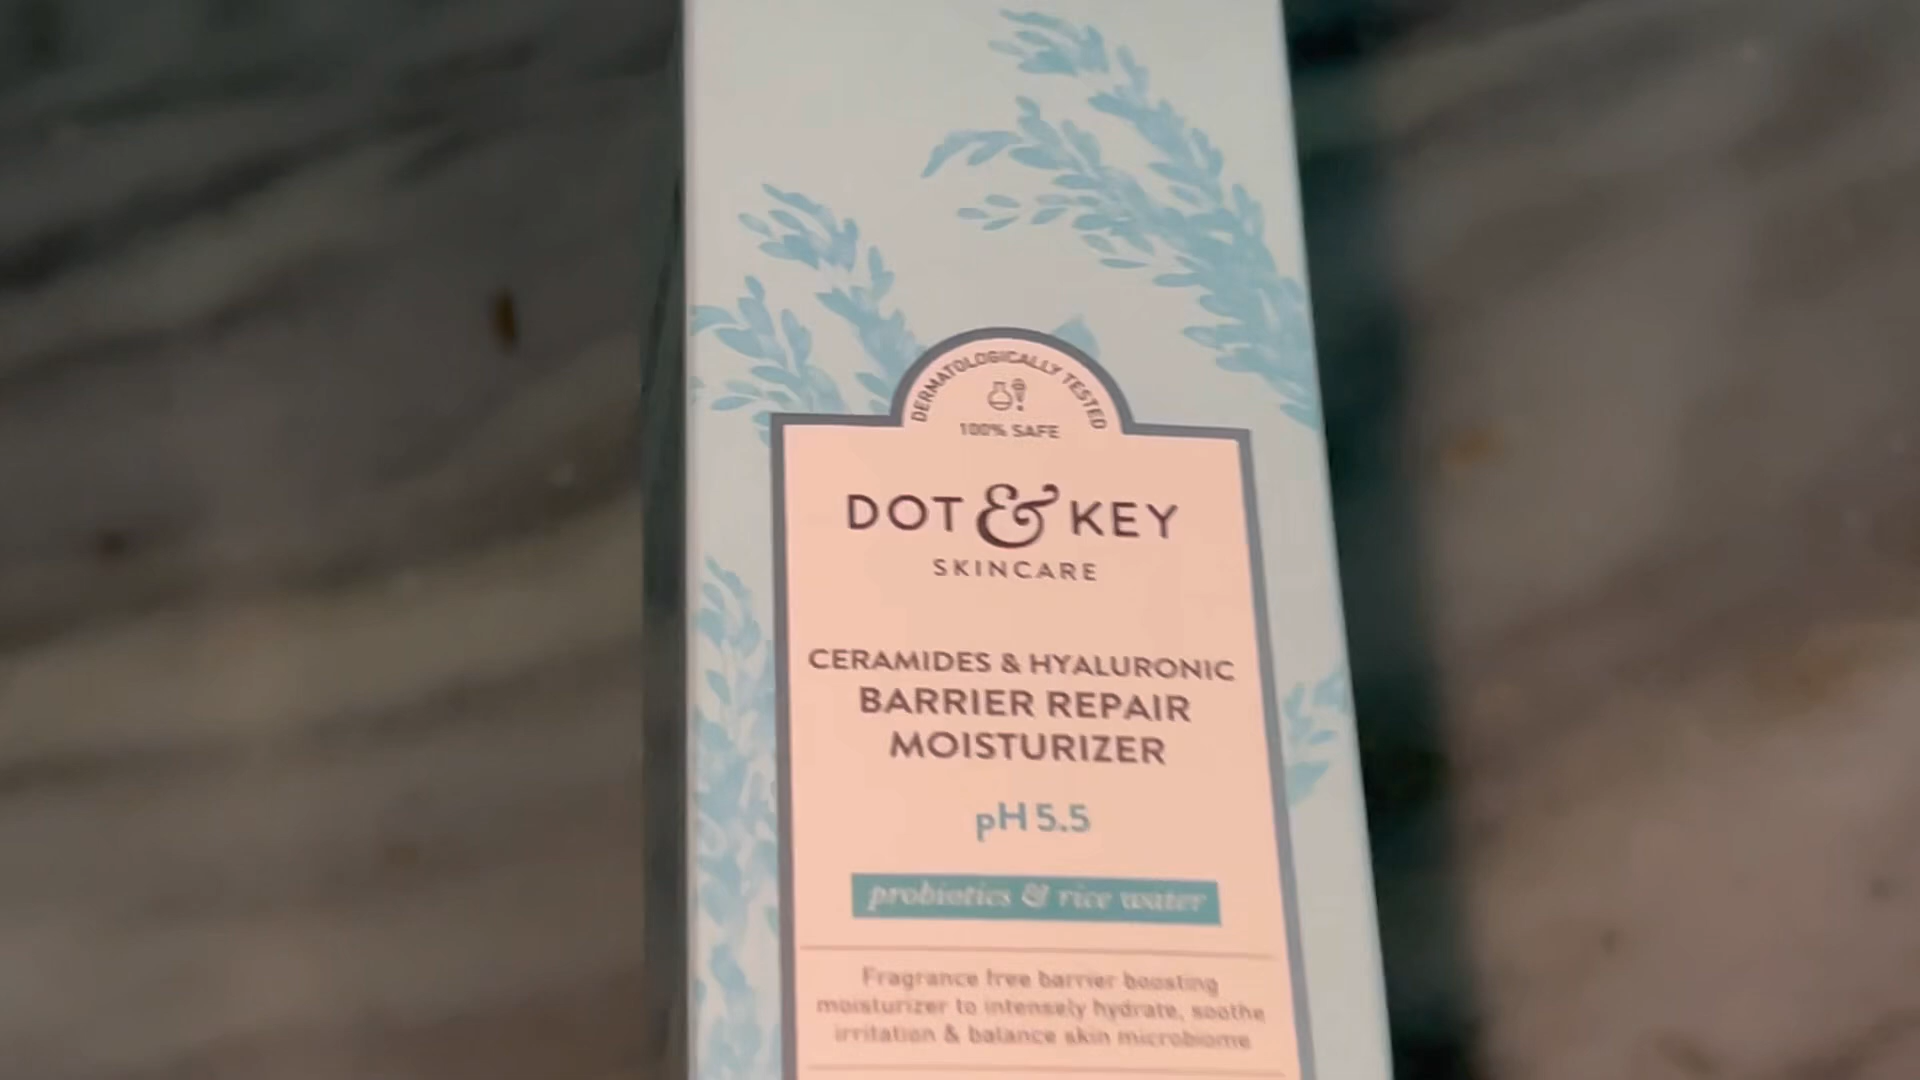 DERMATOLOGICALLY TESTED
100% SAFE
DOT & KEY
SKINCARE
CERAMIDES & HYALURONIC
BARRIER REPAIR
MOISTURIZER
pH 5.5
probiotics & rice water
Fragrance free barrier boosting
moisturizer to intensely hydrate, soothe
irritation & balance skin microbiome